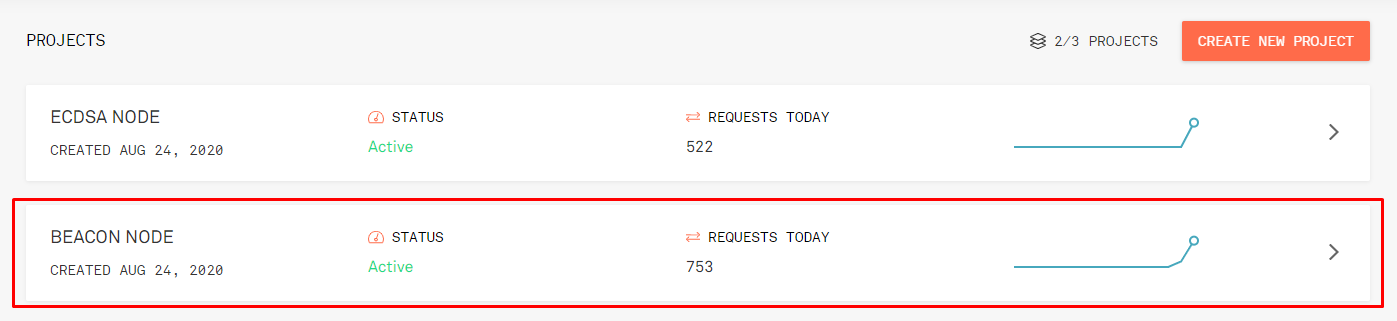 PROJECTS
2/3 PROJECTS
CREATE NEW PROJECT
ECDSA NODE
CREATED AUG 24, 2020
STATUS
Active
REQUESTS TODAY
522
BEACON NODE
CREATED AUG 24, 2020
STATUS
Active
REQUESTS TODAY
753